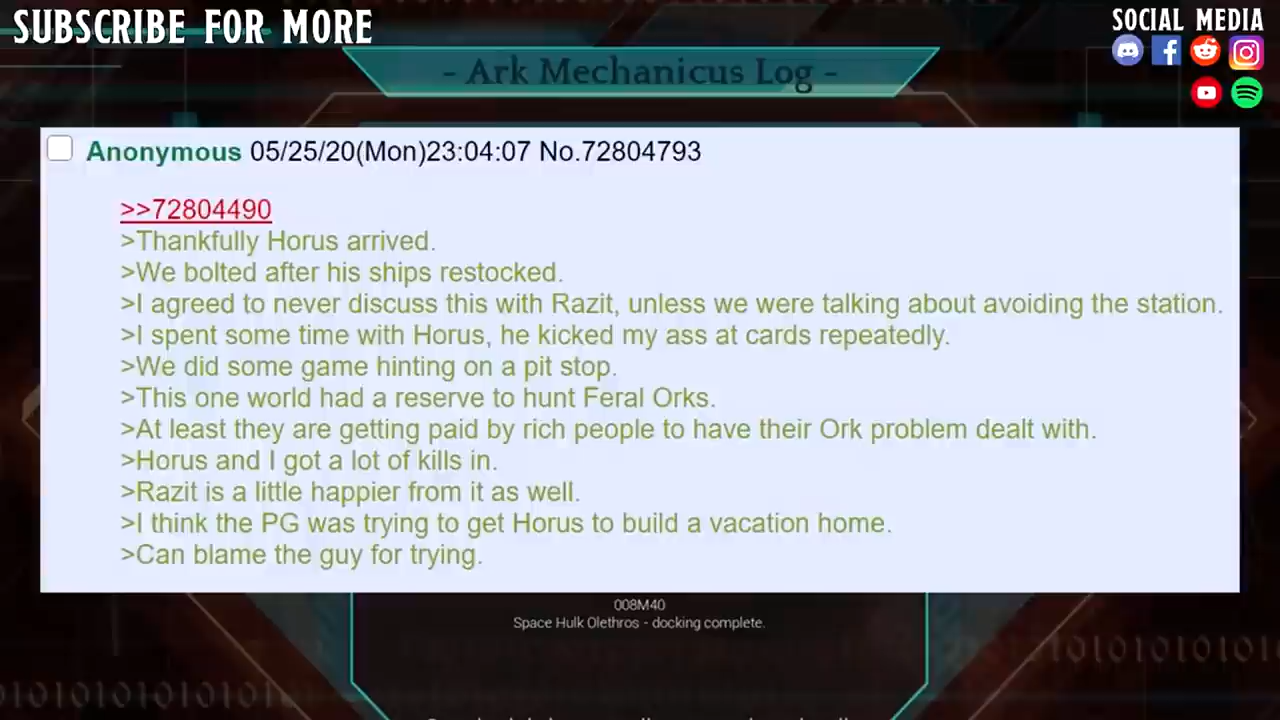 SUBSCRIBE FOR MORE
SOCIAL MEDIA
- Ark Mechanicus Log -
Anonymous 05/25/20(Mon)23:04:07 No.72804793
>>72804490
>Thankfully Horus arrived.
>We bolted after his ships restocked.
>I agreed to never discuss this with Razit, unless we were talking about avoiding the station.
>I spent some time with Horus, he kicked my ass at cards repeatedly.
>We did some game hinting on a pit stop.
>This one world had a reserve to hunt Feral Orks.
>At least they are getting paid by rich people to have their Ork problem dealt with.
>Horus and I got a lot of kills in.
>Razit is a little happier from it as well.
>I think the PG was trying to get Horus to build a vacation home.
>Can blame the guy for trying.
008M40
Space Hulk Olethros - docking complete.